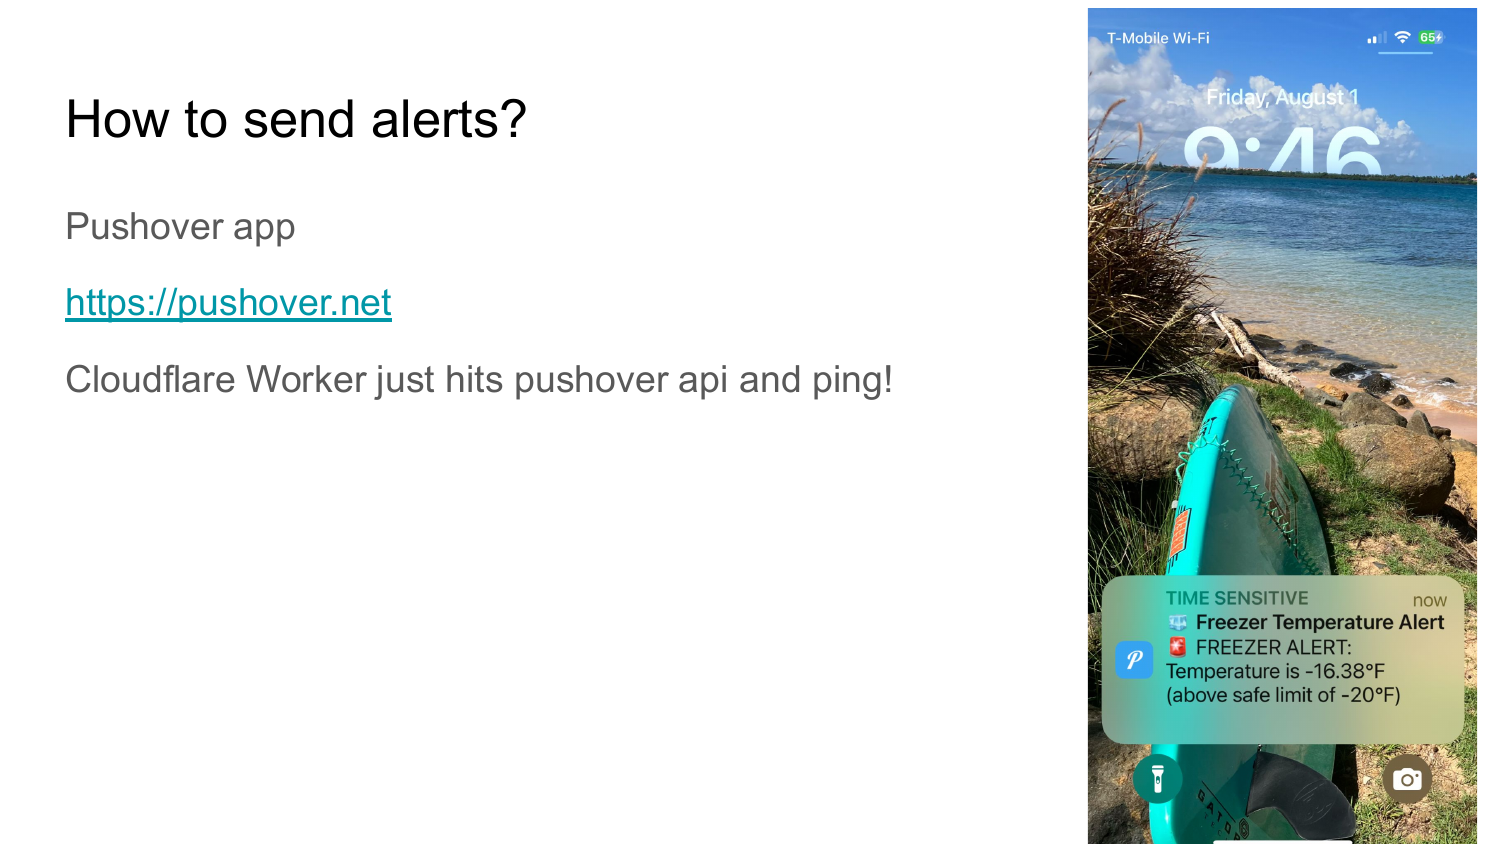 How to send alerts?
Pushover app
https://pushover.net
Cloudflare Worker just hits pushover api and ping!
T-Mobile Wi-Fi
65
Friday, August 1
9:46
TIME SENSITIVE
now
Freezer Temperature Alert
FREEZER ALERT:
Temperature is -16.38°F
(above safe limit of -20°F)
GATOR